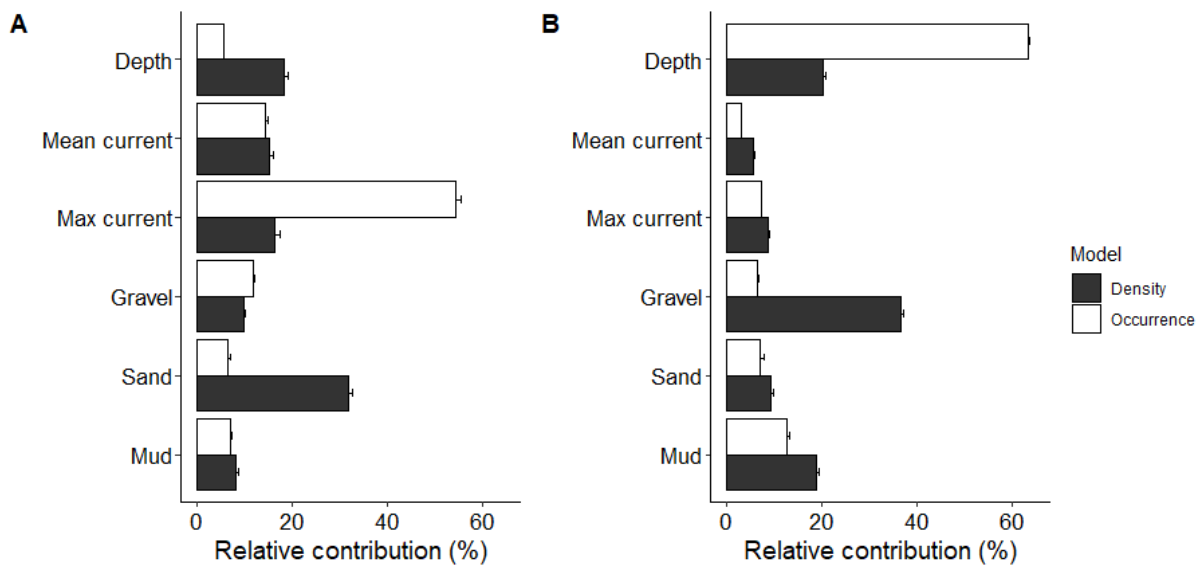 A
Depth
Mean current
Max current
Gravel
Sand
Mud
0 20 40 60
Relative contribution (%)
B
Depth
Mean current
Max current
Gravel
Sand
Mud
0 20 40 60
Relative contribution (%)
Model
Density
Occurrence